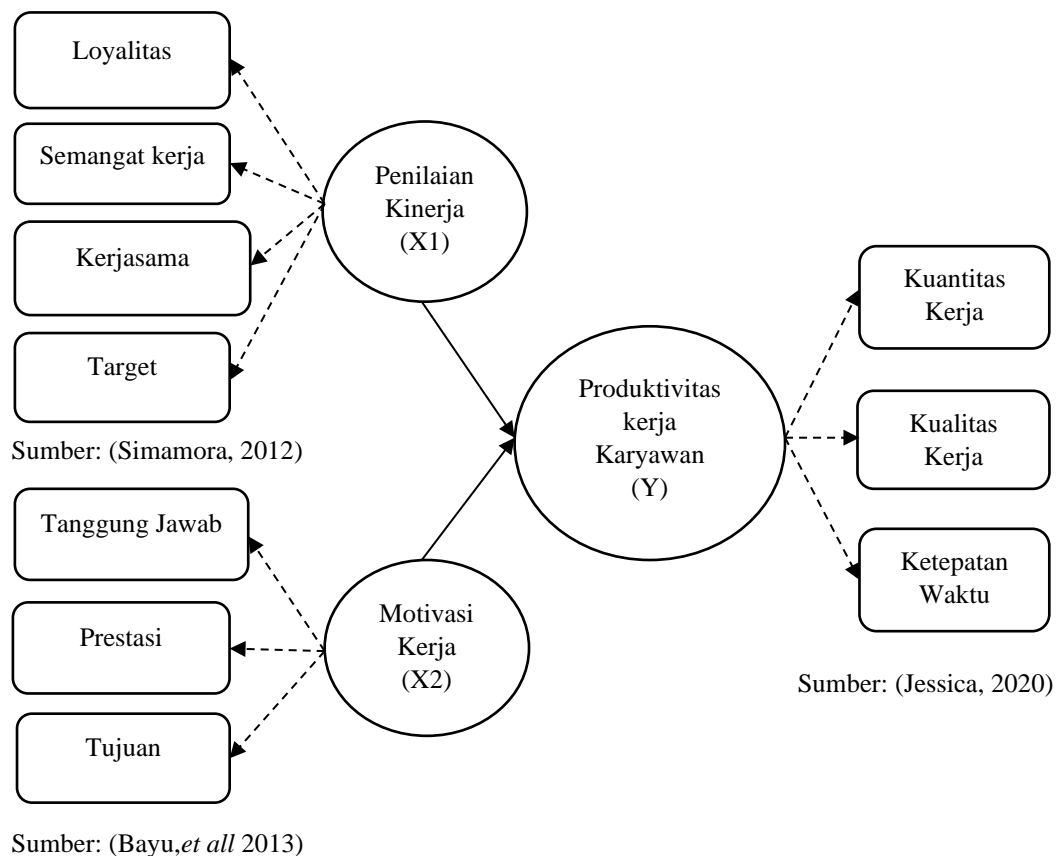 Loyalitas
Semangat kerja
Kerjasama
Target
Sumber: (Simamora, 2012)
Penilaian
Kinerja
(X1)
Tanggung Jawab
Prestasi
Tujuan
Sumber: (Bayu,et all 2013)
Motivasi
Kerja
(X2)
Produktivitas
kerja
Karyawan
(Y)
Kuantitas
Kerja
Kualitas
Kerja
Ketepatan
Waktu
Sumber: (Jessica, 2020)